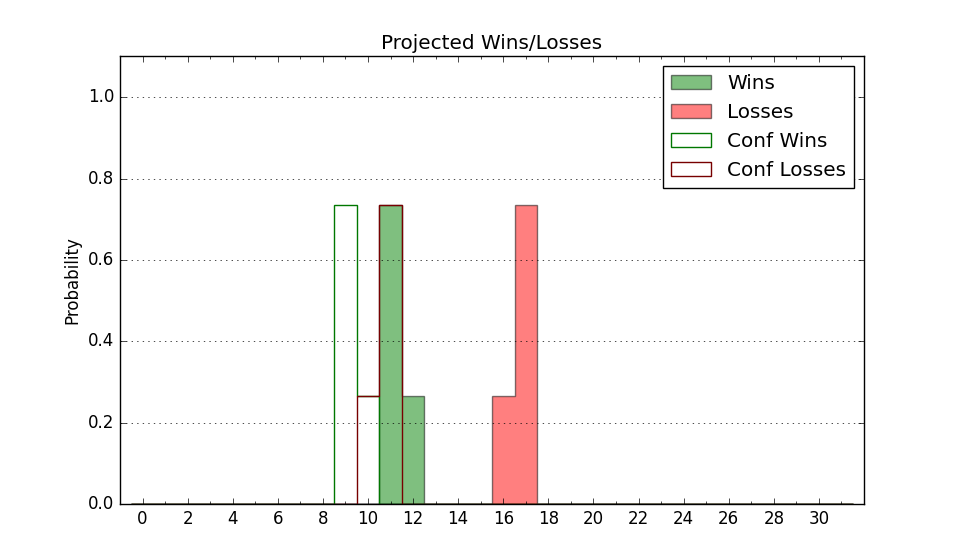 Projected Wins/Losses
Wins
Losses
Conf Wins
Conf Losses
Probability
1.0
0.8
0.6
0.4
0.2
0.0
0 2 4 6 8 10 12 14 16 18 20 22 24 26 28 30